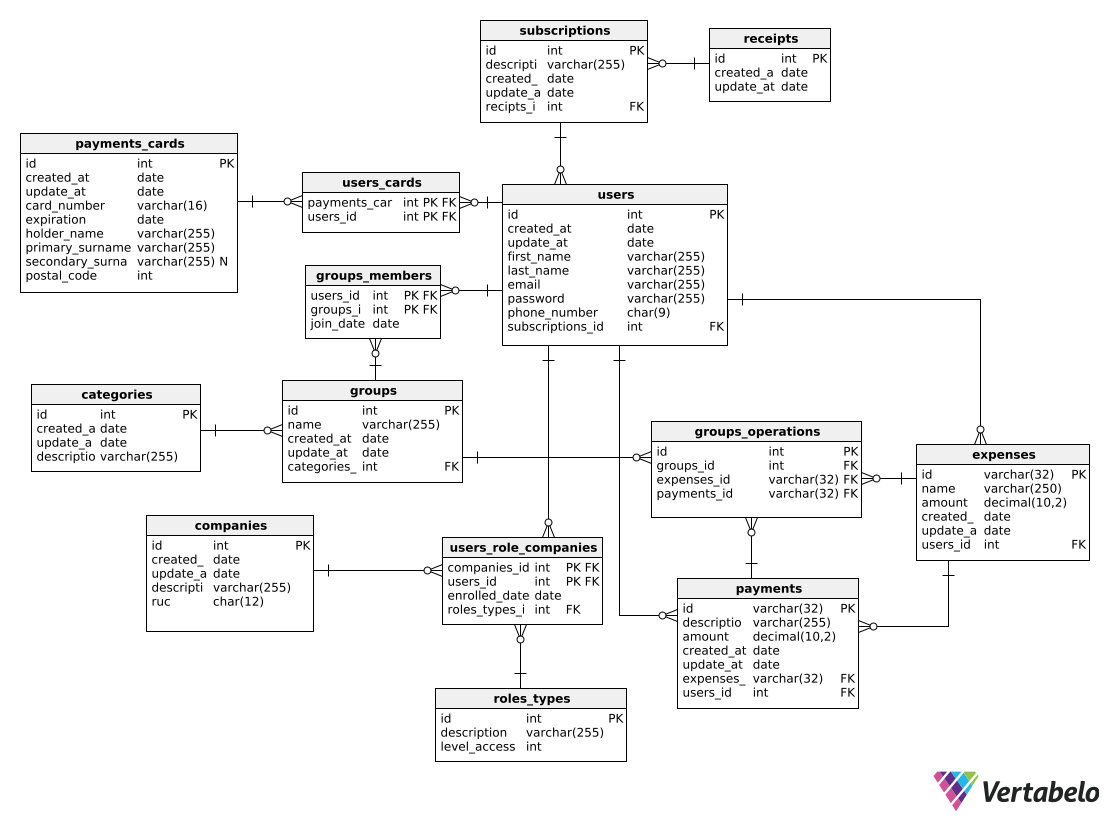 subscriptions
id int PK
descripti varchar(255)
created_ date
update_a date
recipts_i int FK
receipts
id int PK
created_a date
update_at date
payments_cards
id int PK
created_at date
update_at date
card_number varchar(16)
expiration date
holder_name varchar(255)
primary_surname varchar(255)
secondary_surna varchar(255) N
postal_code int
users_cards
payments_car int PK FK
users_id int PK FK
users
id int PK
created_at date
update_at date
first_name varchar(255)
last_name varchar(255)
email varchar(255)
password varchar(255)
phone_number char(9)
subscriptions_id int FK
groups_members
users_id int PK FK
groups_i int PK FK
join_date date
categories
id int PK
created_a date
update_a date
descriptio varchar(255)
groups
id int PK
name varchar(255)
created_at date
update_at date
categories_ int FK
groups_operations
id int PK
groups_id int FK
expenses_id varchar(32) FK
payments_id varchar(32) FK
expenses
id varchar(32) PK
name varchar(250)
amount decimal(10,2)
created_ date
update_a date
users_id int FK
companies
id int PK
created_ date
update_a date
descripti varchar(255)
ruc char(12)
users_role_companies
companies_id int PK FK
users_id int PK FK
enrolled_date date
roles_types_i int FK
payments
id varchar(32) PK
descriptio varchar(255)
amount decimal(10,2)
created_at date
update_at date
expenses_ varchar(32) FK
users_id int FK
roles_types
id int PK
description varchar(255)
level_access int
Vertabelo